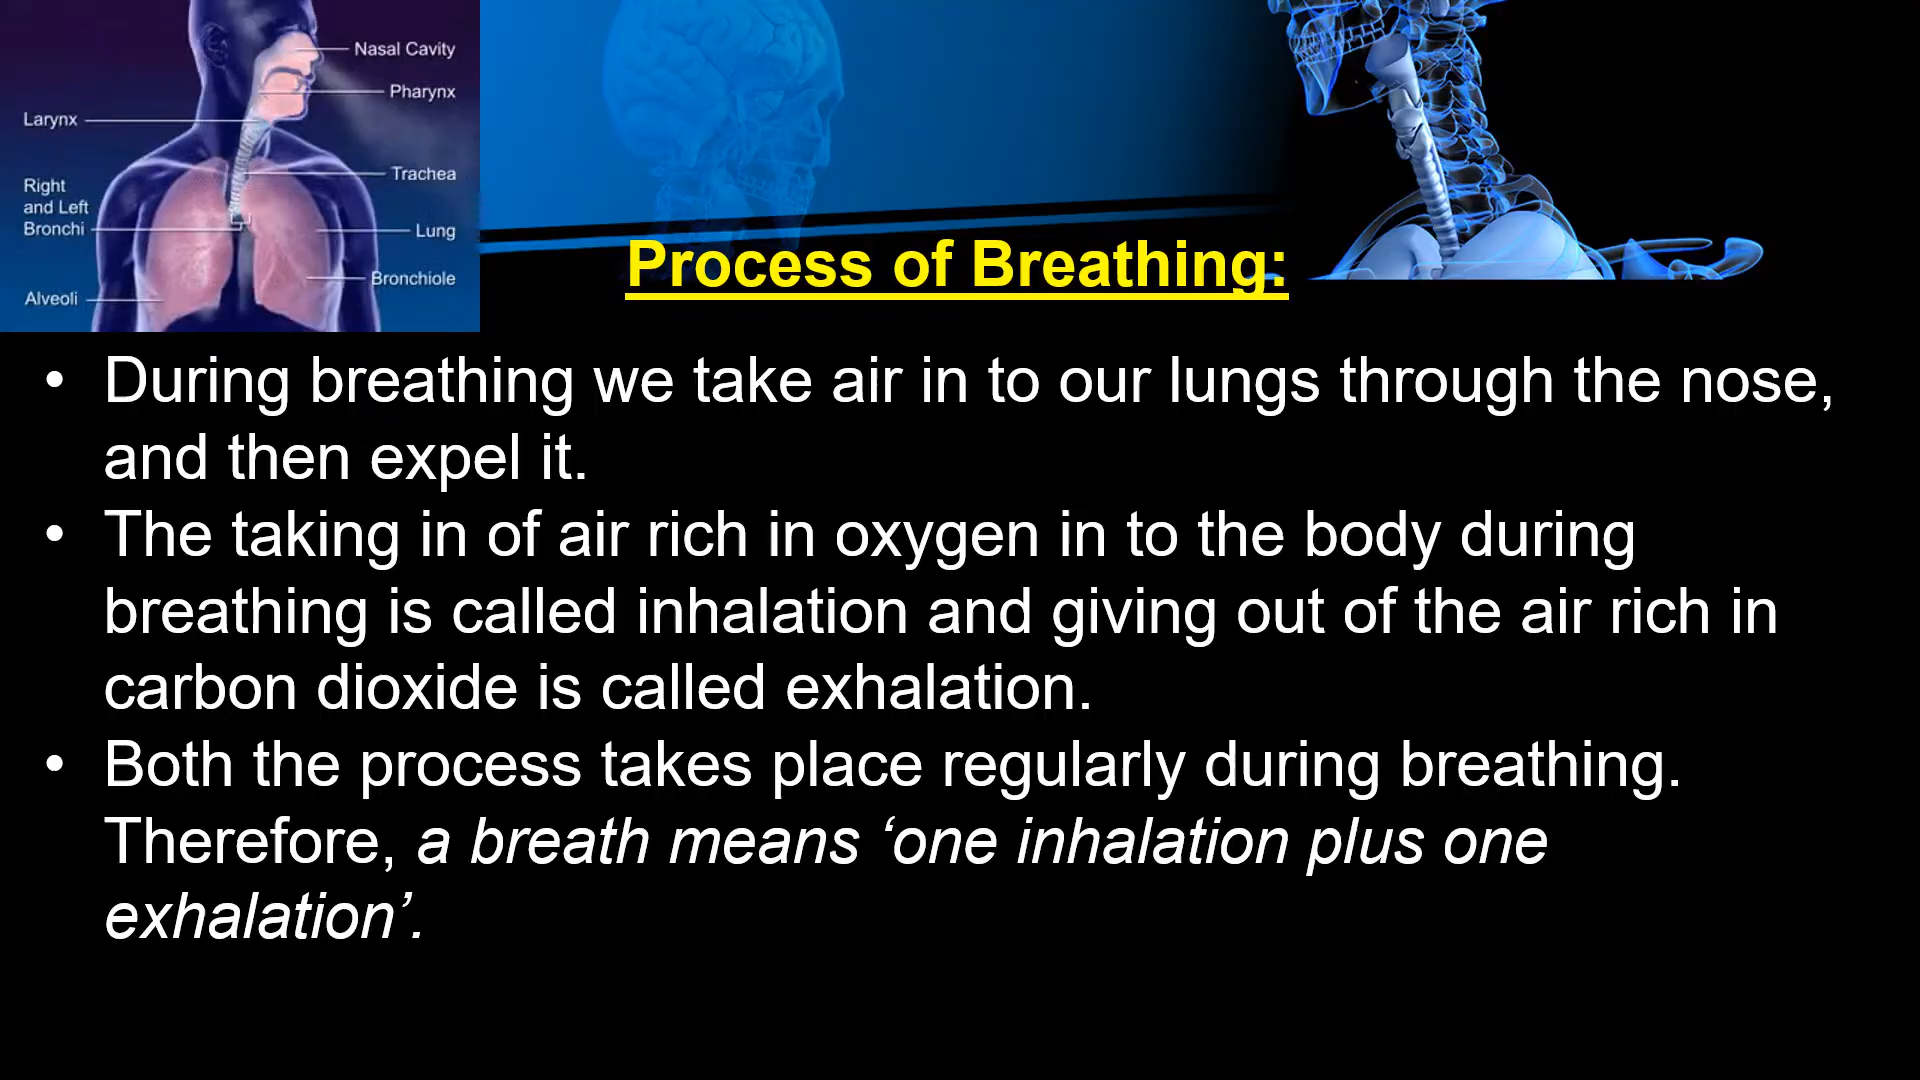 Nasal Cavity
Pharynx
Larynx
Trachea
Right
and Left
Bronchi
Lung
Bronchiole
Alveoli
Process of Breathing:
• During breathing we take air in to our lungs through the nose,
and then expel it.
• The taking in of air rich in oxygen in to the body during
breathing is called inhalation and giving out of the air rich in
carbon dioxide is called exhalation.
• Both the process takes place regularly during breathing.
Therefore, a breath means ‘one inhalation plus one
exhalation’.